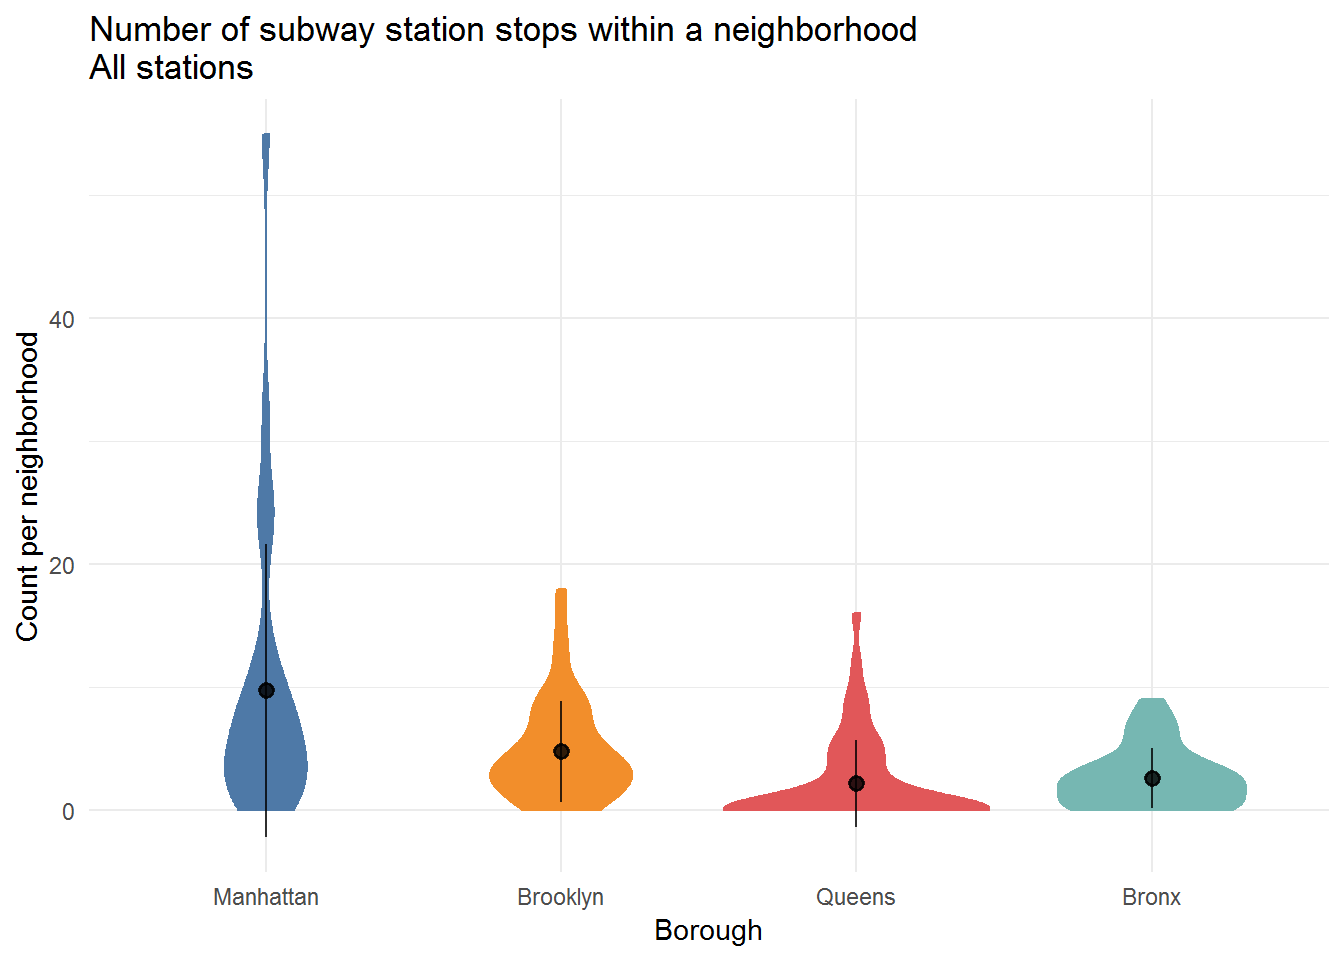 Number of subway station stops within a neighborhood
All stations
Count per neighborhood
40
20
0
Manhattan
Brooklyn
Queens
Bronx
Borough